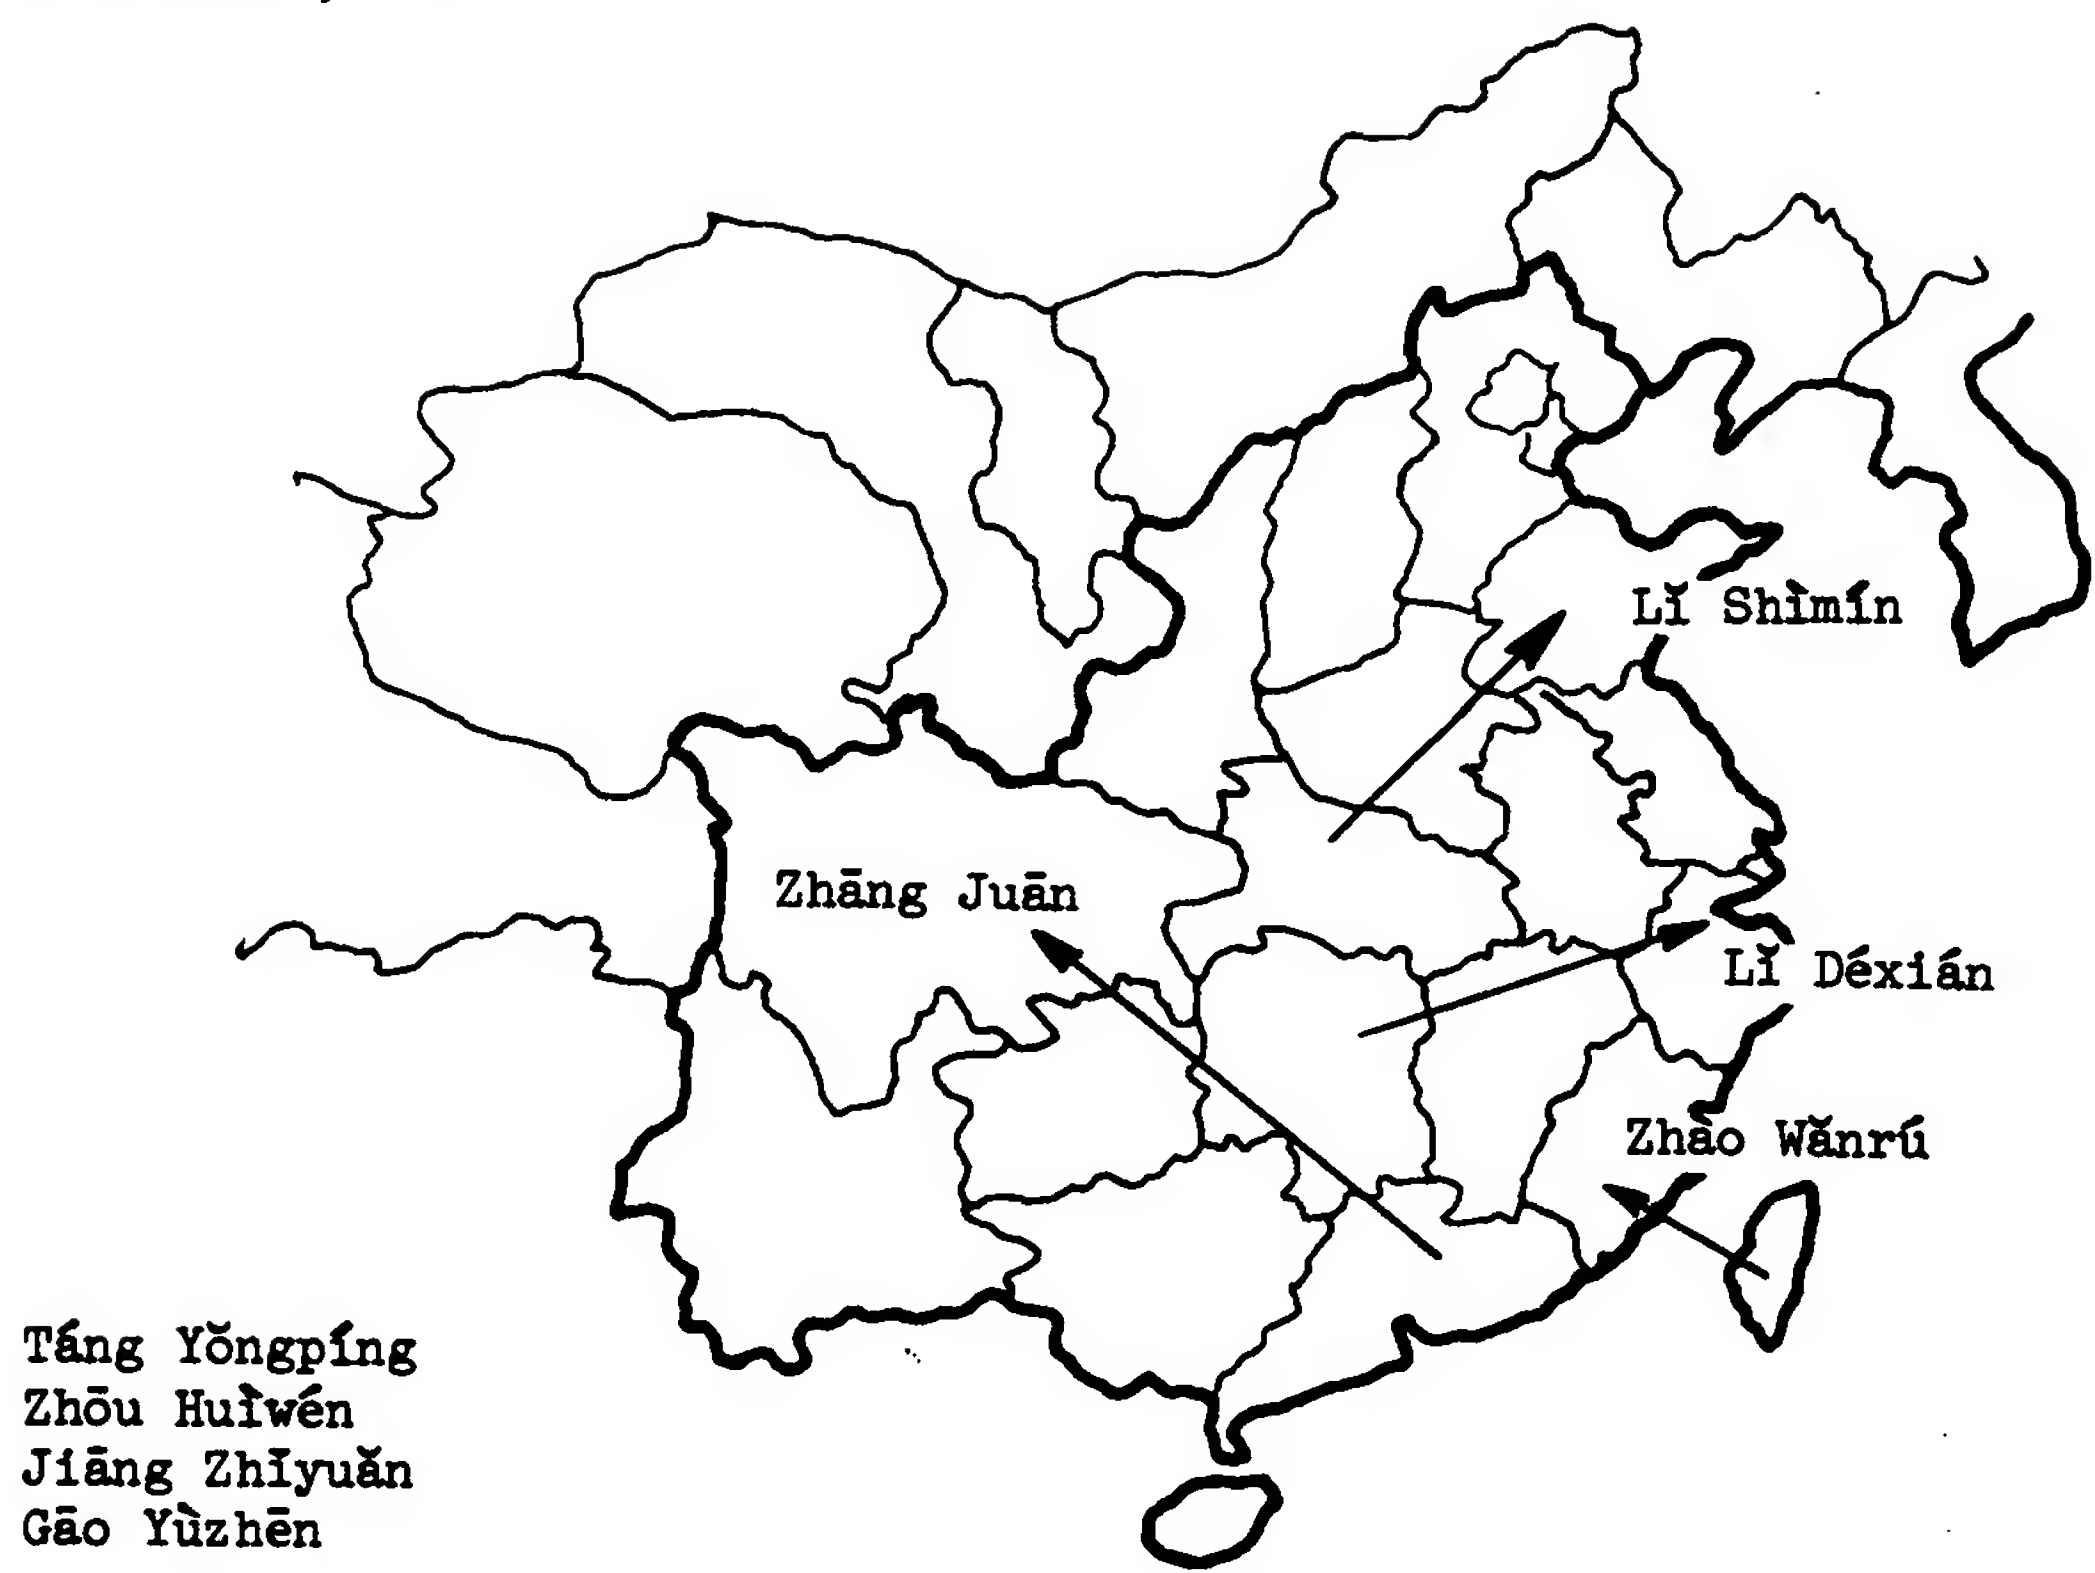 Lǐ Shìmín
Zhāng Juān
Lǐ Déxián
Zhào Wǎnrú
Táng Yǒngpíng
Zhōu Huìwén
Jiāng Zhīyuǎn
Gāo Yùzhēn